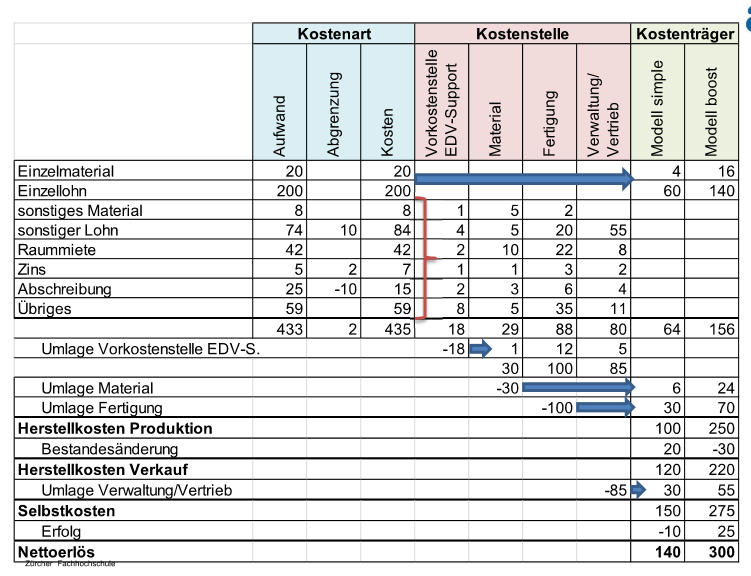 Kostenart Kostenstelle Kostenträger
Aufwand Abgrenzung Kosten Vorkostenstelle EDV-Support Material Fertigung Verwaltung/ Vertrieb Modell simple Modell boost
Einzelmaterial 20 20 4 16
Einzellohn 200 200 60 140
sonstiges Material 8 8 1 5 2
sonstiger Lohn 74 10 84 4 5 20 55
Raummiete 42 42 2 10 22 8
Zins 5 2 7 1 1 3 2
Abschreibung 25 -10 15 2 3 6 4
Übriges 59 59 8 5 35 11
433 2 435 18 29 88 80 64 156
Umlage Vorkostenstelle EDV-S. -18 1 12 5
30 100 85
Umlage Material -30 6 24
Umlage Fertigung -100 30 70
Herstellkosten Produktion 100 250
Bestandesänderung 20 -30
Herstellkosten Verkauf 120 220
Umlage Verwaltung/Vertrieb -85 30 55
Selbstkosten 150 275
Erfolg -10 25
Nettoerlös 140 300
Zürcher Fachhochschule